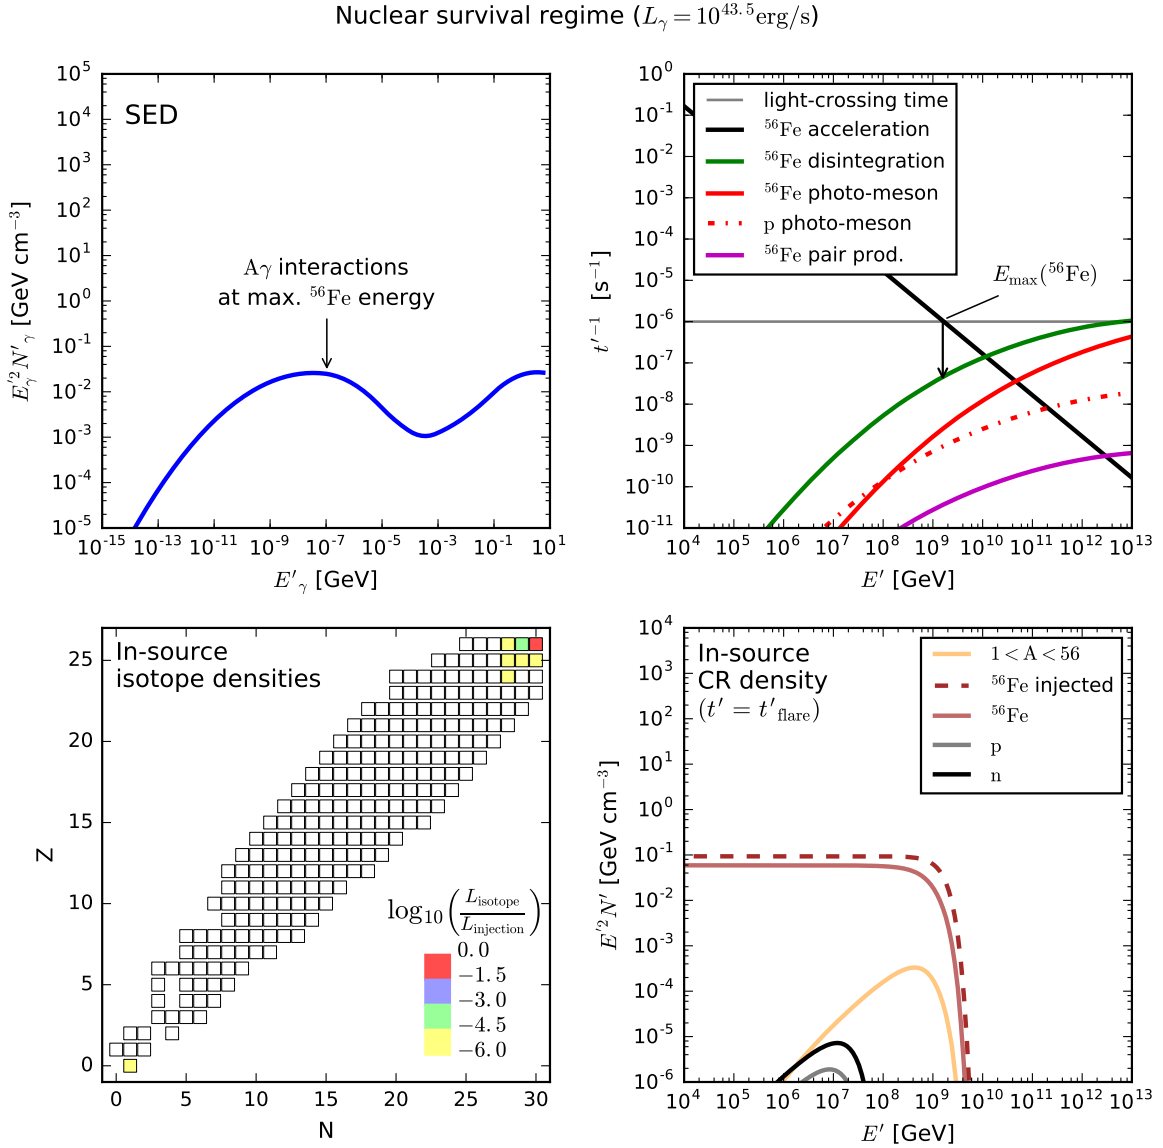 Nuclear survival regime (L_γ = 10^43.5 erg/s)
SED
Aγ interactions
at max. ^56Fe energy
E'^2_γ N'_γ [GeV cm^−3]
10^5
10^4
10^3
10^2
10^1
10^0
10^-1
10^-2
10^-3
10^-4
10^-5
10^-15 10^-13 10^-11 10^-9 10^-7 10^-5 10^-3 10^-1 10^1
E'_γ [GeV]
light-crossing time
^56Fe acceleration
^56Fe disintegration
^56Fe photo-meson
p photo-meson
^56Fe pair prod.
E_max(^56Fe)
t'^−1 [s^−1]
10^0
10^-1
10^-2
10^-3
10^-4
10^-5
10^-6
10^-7
10^-8
10^-9
10^-10
10^-11
10^4 10^5 10^6 10^7 10^8 10^9 10^10 10^11 10^12 10^13
E' [GeV]
In-source
isotope densities
Z
25
20
15
10
5
0
0 5 10 15 20 25 30
N
log_10(L_isotope/L_injection)
0.0
−1.5
−3.0
−4.5
−6.0
In-source
CR density
(t' = t'_flare)
1<A<56
^56Fe injected
^56Fe
p
n
E'^2 N' [GeV cm^−3]
10^4
10^3
10^2
10^1
10^0
10^-1
10^-2
10^-3
10^-4
10^-5
10^-6
10^4 10^5 10^6 10^7 10^8 10^9 10^10 10^11 10^12 10^13
E' [GeV]